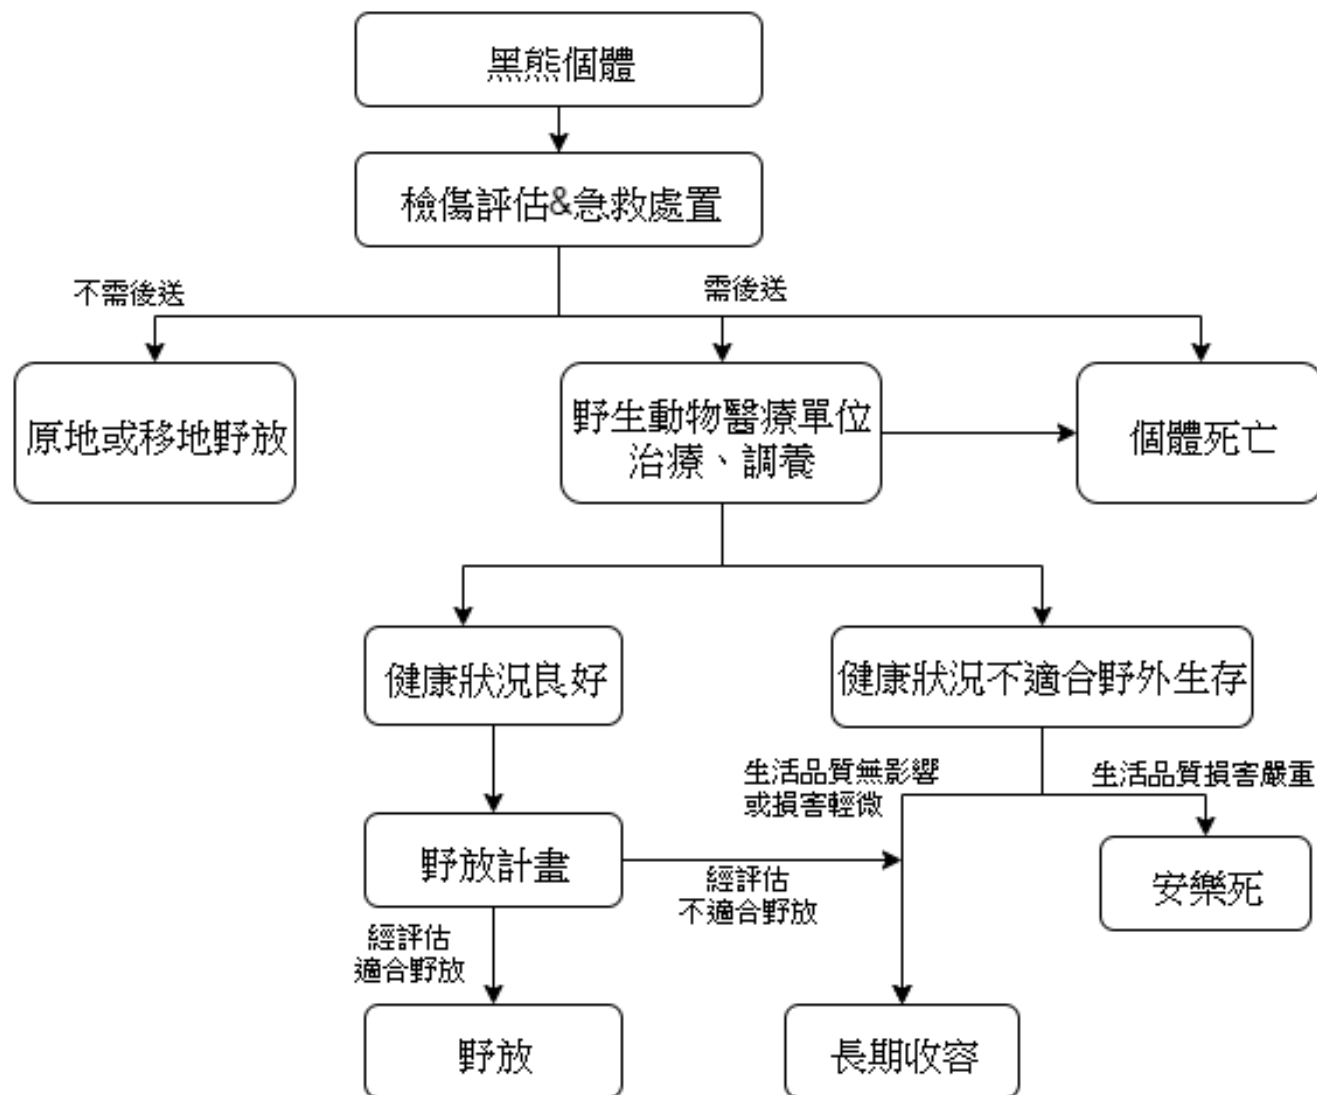 黑熊個體
檢傷評估&急救處置
不需後送
需後送
原地或移地野放
野生動物醫療單位
治療、調養
個體死亡
健康狀況良好
健康狀況不適合野外生存
生活品質無影響
或損害輕微
生活品質損害嚴重
野放計畫
經評估
不適合野放
安樂死
經評估
適合野放
野放
長期收容